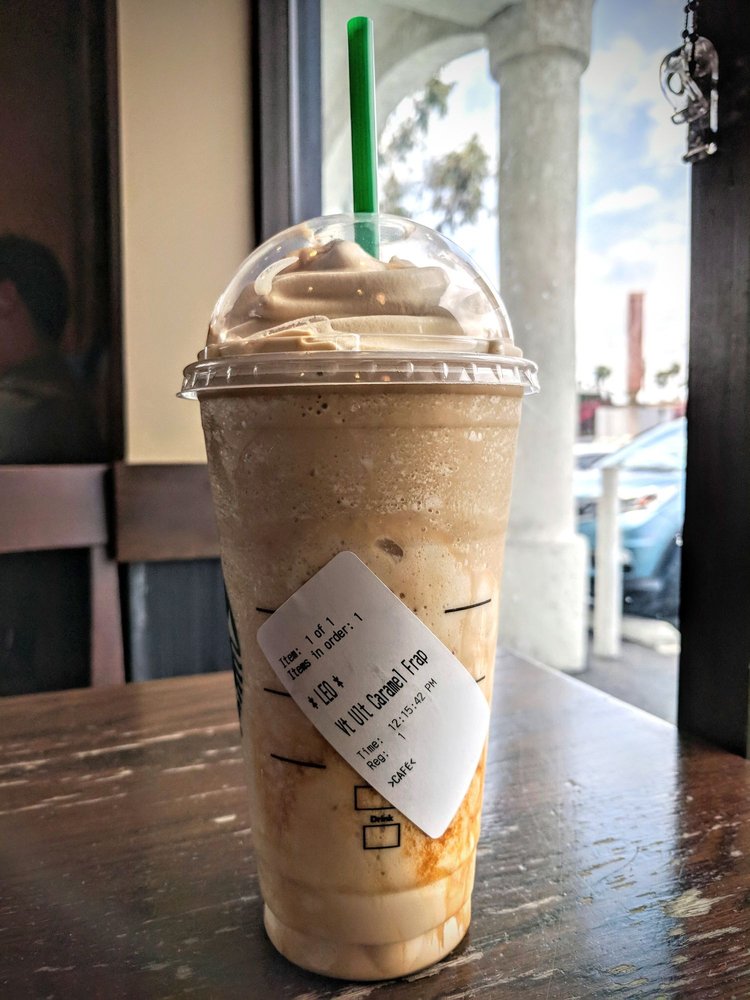 Item: 1 of 1
Items in order: 1
* LEO *
Vt Ult Caramel Frap
Time: 12:15:42 PM
Reg: 1
>CAFE<
Drink